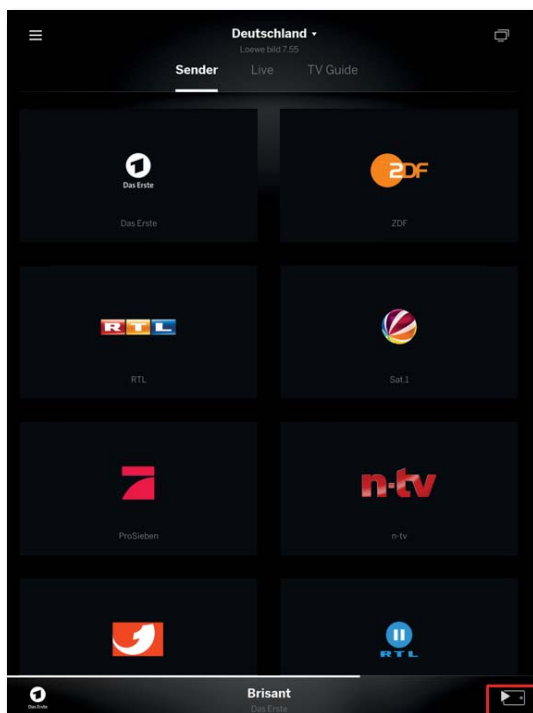 Deutschland
Loewe bild 7.55
Sender Live TV Guide
Das Erste
Das Erste ZDF
ZDF
RTL
RTL Sat.1
n-tv
ProSieben n-tv
II
RTL
Das Erste
Brisant
Das Erste